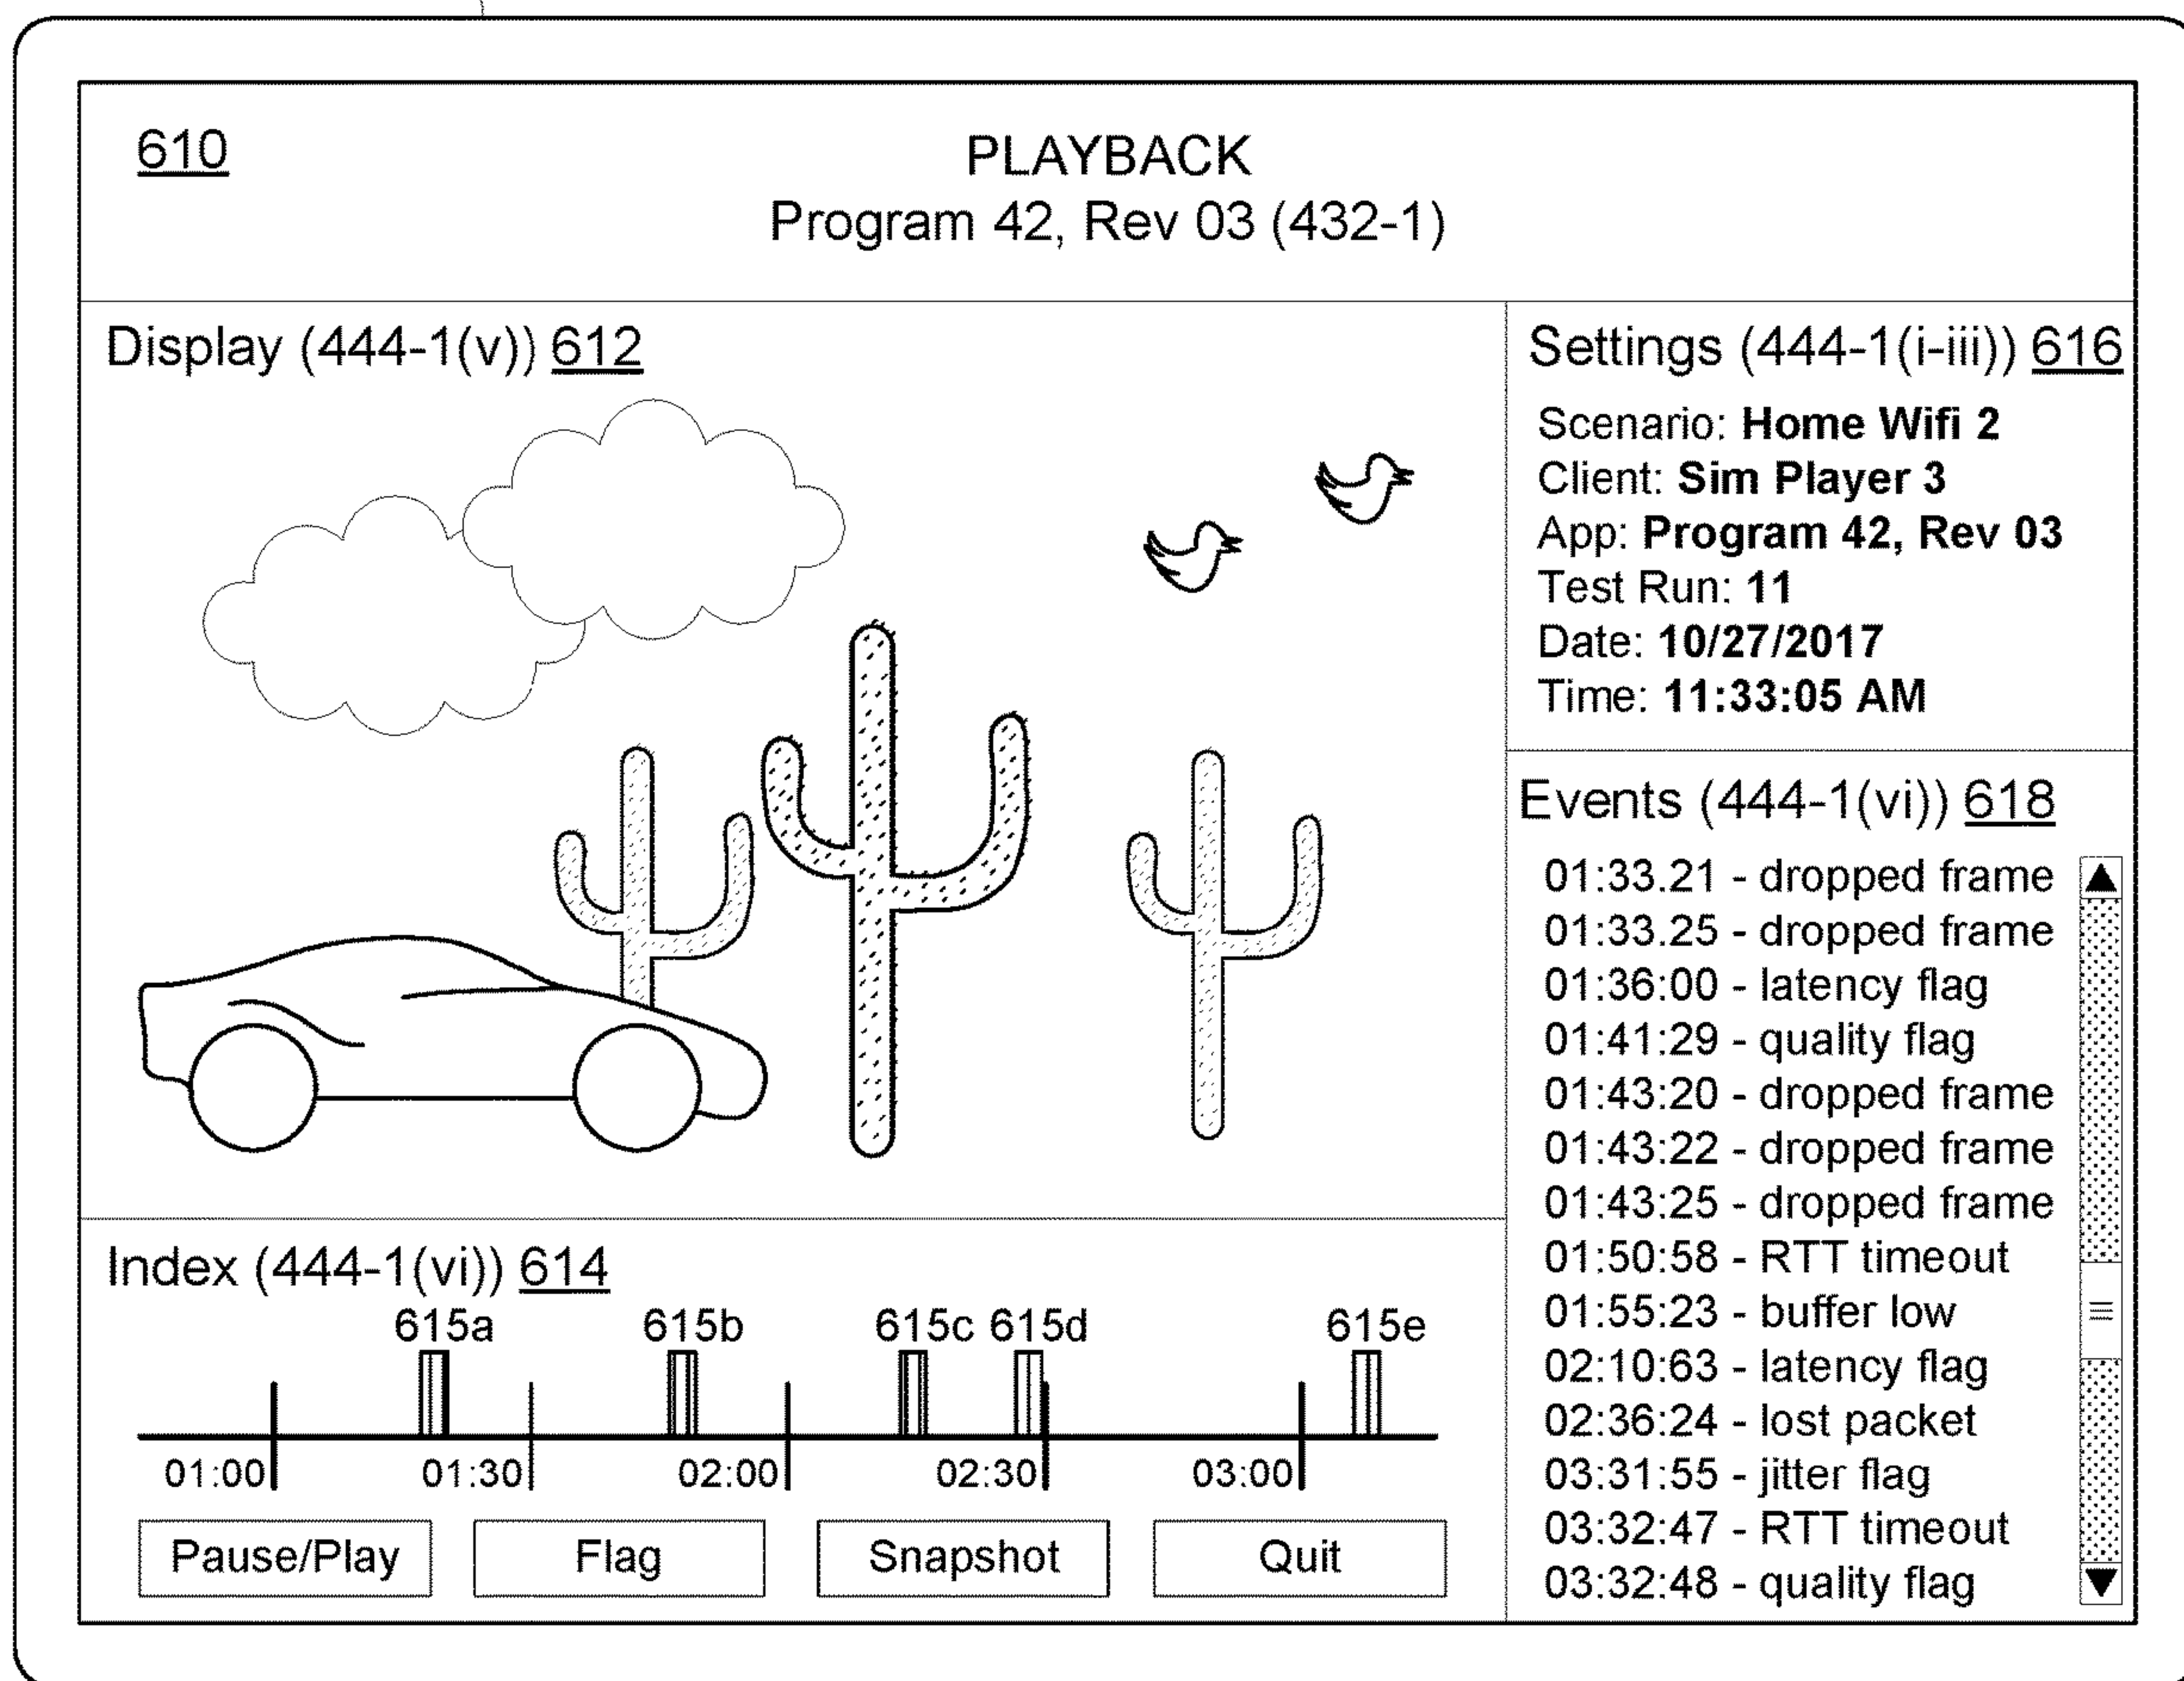 610
PLAYBACK
Program 42, Rev 03 (432-1)
Display (444-1(v)) 612
Settings (444-1(i-iii)) 616
Scenario: Home Wifi 2
Client: Sim Player 3
App: Program 42, Rev 03
Test Run: 11
Date: 10/27/2017
Time: 11:33:05 AM
Events (444-1(vi)) 618
01:33.21 - dropped frame
01:33.25 - dropped frame
01:36:00 - latency flag
01:41:29 - quality flag
01:43:20 - dropped frame
01:43:22 - dropped frame
01:43:25 - dropped frame
01:50:58 - RTT timeout
01:55:23 - buffer low
02:10:63 - latency flag
02:36:24 - lost packet
03:31:55 - jitter flag
03:32:47 - RTT timeout
03:32:48 - quality flag
Index (444-1(vi)) 614
615a 615b 615c 615d 615e
01:00 01:30 02:00 02:30 03:00
Pause/Play Flag Snapshot Quit